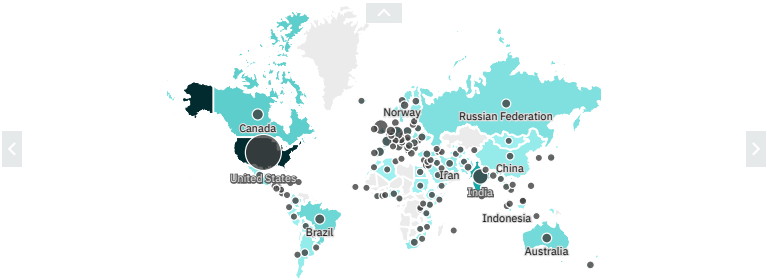 Norway
Russian Federation
Canada
China
United States
Iran
India
Indonesia
Brazil
Australia